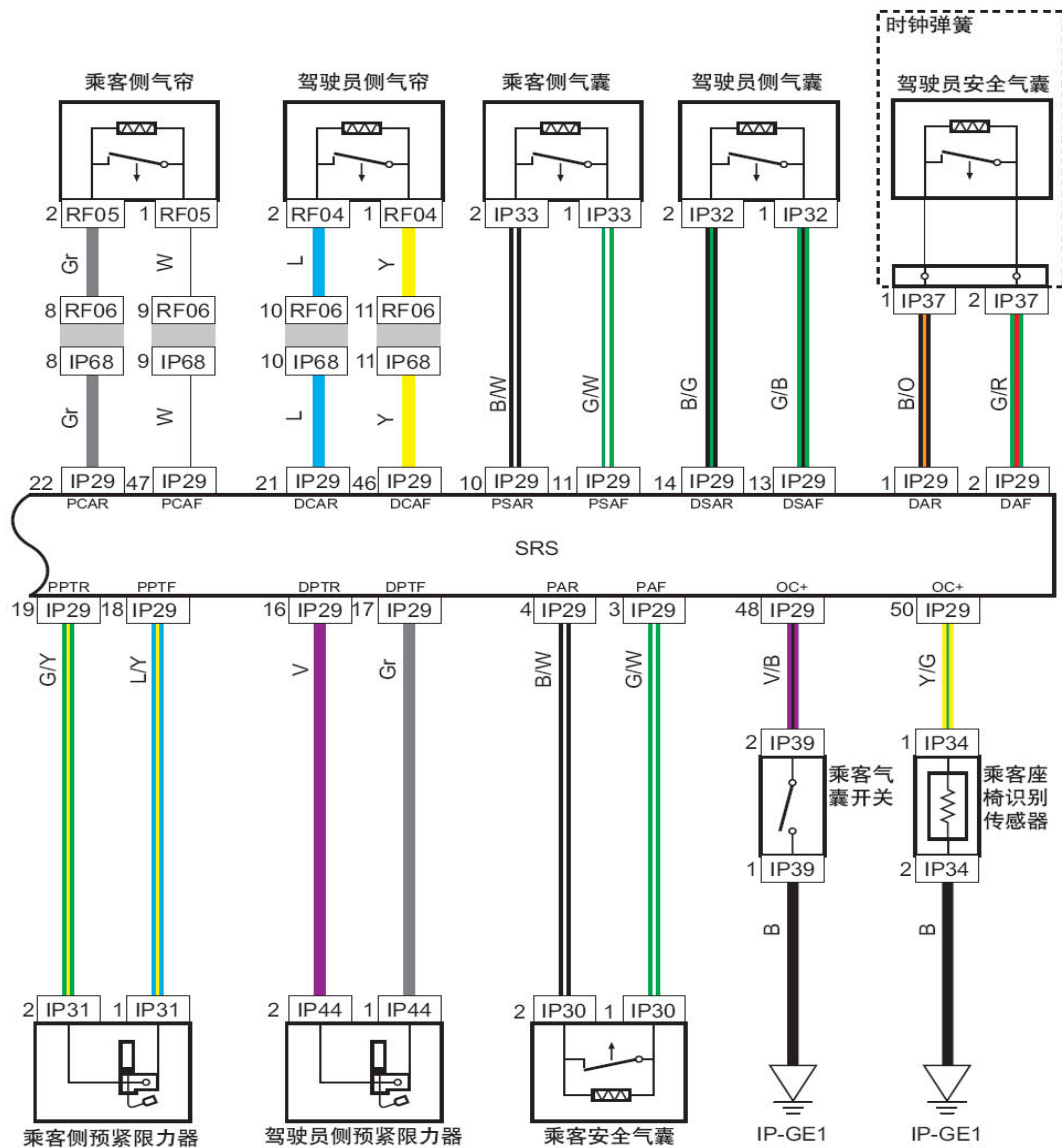 时钟弹簧
乘客侧气帘 驾驶员侧气帘 乘客侧气囊 驾驶员侧气囊 驾驶员安全气囊
2 RF05 1 RF05 2 RF04 1 RF04 2 IP33 1 IP33 2 IP32 1 IP32
Gr W L Y
1 IP37 2 IP37
8 RF06 9 RF06 10 RF06 11 RF06
8 IP68 9 IP68 10 IP68 11 IP68
Gr W L Y B/W G/W B/G G/B B/O G/R
22 IP29 47 IP29 21 IP29 46 IP29 10 IP29 11 IP29 14 IP29 13 IP29 1 IP29 2 IP29
PCAR PCAF DCAR DCAF PSAR PSAF DSAR DSAF DAR DAF
SRS
PPTR PPTF DPTR DPTF PAR PAF OC+ OC+
19 IP29 18 IP29 16 IP29 17 IP29 4 IP29 3 IP29 48 IP29 50 IP29
G/Y L/Y V Gr B/W G/W V/B Y/G
2 IP39 1 IP34
乘客气
囊开关
乘客座
椅识别
传感器
1 IP39 2 IP34
B B
2 IP31 1 IP31 2 IP44 1 IP44 2 IP30 1 IP30
乘客侧预紧限力器 驾驶员侧预紧限力器 乘客安全气囊 IP-GE1 IP-GE1